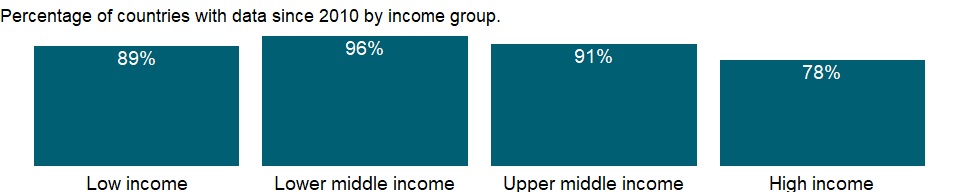 Percentage of countries with data since 2010 by income group.
89%
96%
91%
78%
Low income
Lower middle income
Upper middle income
High income